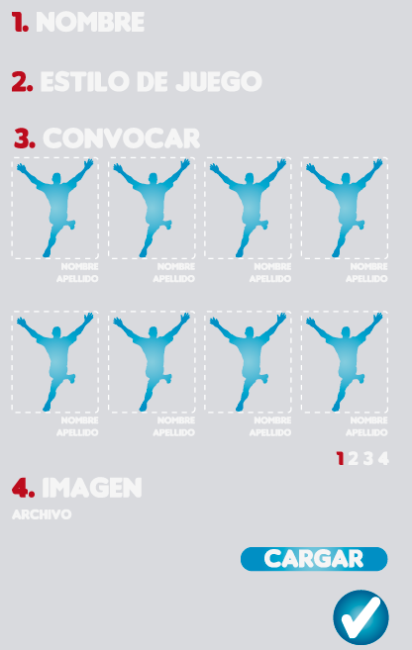 1. NOMBRE
2. ESTILO DE JUEGO
3. CONVOCAR
NOMBRE NOMBRE NOMBRE NOMBRE
APELLIDO APELLIDO APELLIDO APELLIDO
NOMBRE NOMBRE NOMBRE NOMBRE
APELLIDO APELLIDO APELLIDO APELLIDO
1 2 3 4
4. IMAGEN
ARCHIVO
CARGAR